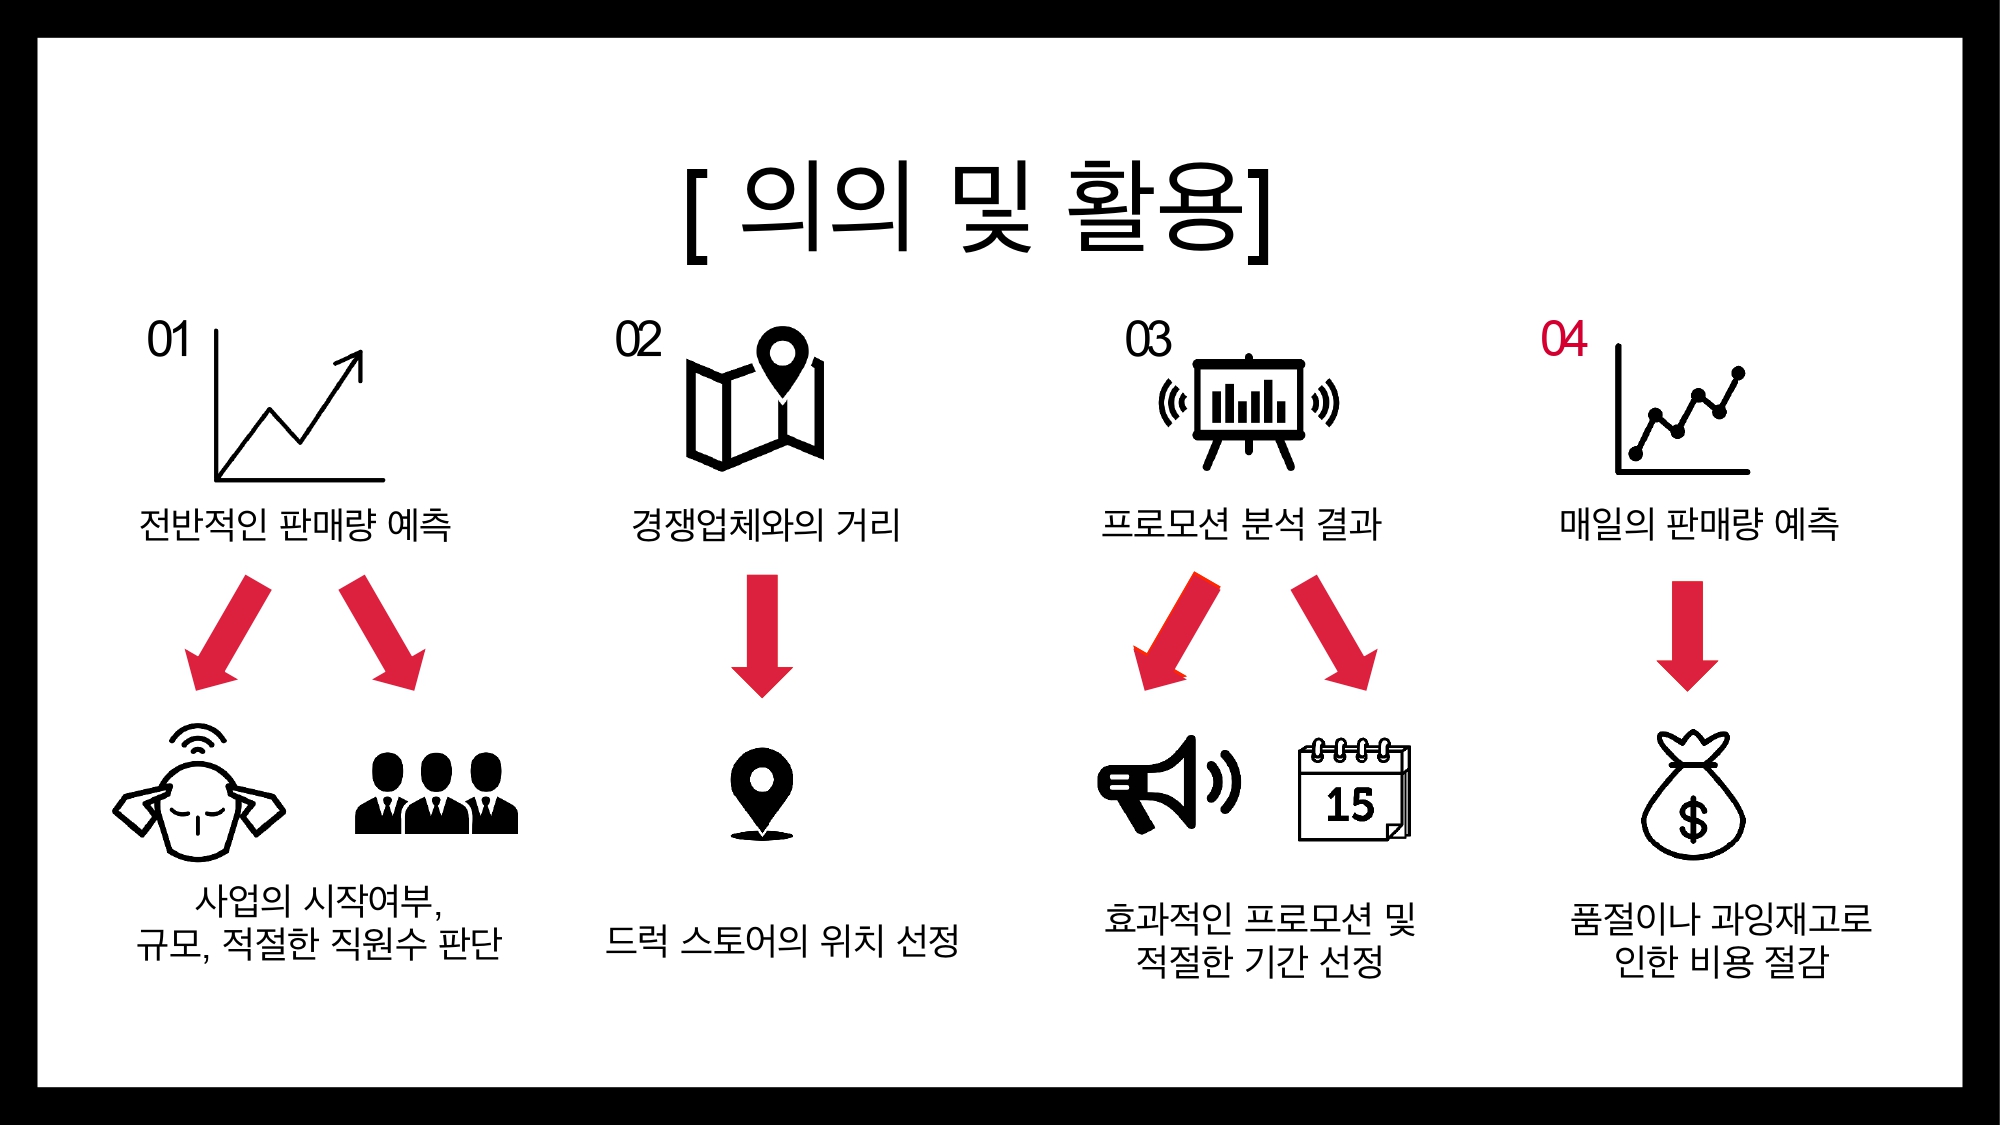 [ 의의 및 활용]
01
전반적인 판매량 예측
사업의 시작여부,
규모, 적절한 직원수 판단
02
경쟁업체와의 거리
드럭 스토어의 위치 선정
03
프로모션 분석 결과
15
효과적인 프로모션 및
적절한 기간 선정
04
매일의 판매량 예측
$
품절이나 과잉재고로
인한 비용 절감